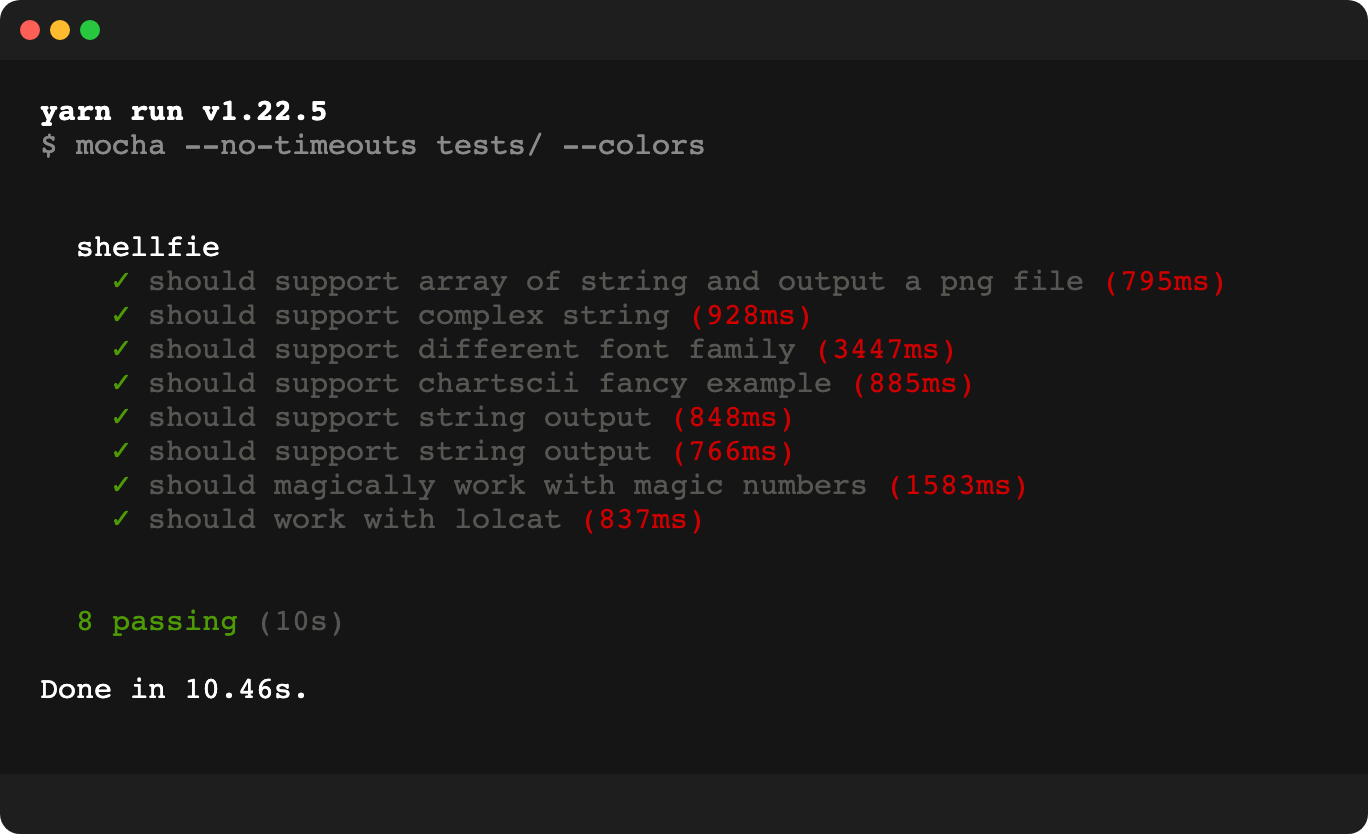 yarn run v1.22.5
$ mocha --no-timeouts tests/ --colors
shellfie
✓ should support array of string and output a png file (795ms)
✓ should support complex string (928ms)
✓ should support different font family (3447ms)
✓ should support chartscii fancy example (885ms)
✓ should support string output (848ms)
✓ should support string output (766ms)
✓ should magically work with magic numbers (1583ms)
✓ should work with lolcat (837ms)
8 passing (10s)
Done in 10.46s.